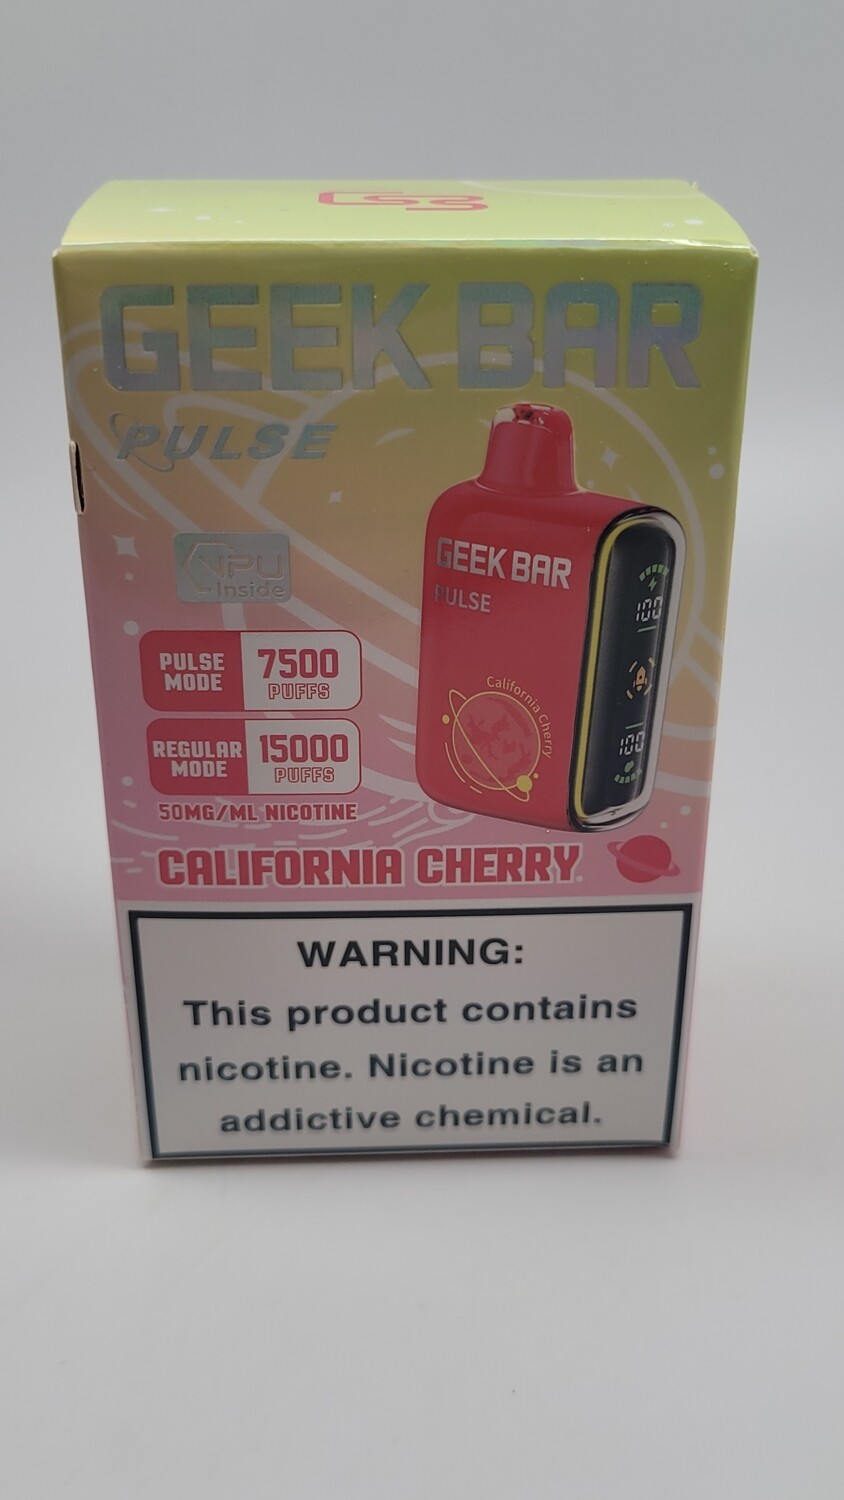 GEEK BAR
PULSE
VPU
Inside
PULSE
MODE
7500
PUFFS
REGULAR
MODE
15000
PUFFS
50MG/ML NICOTINE
GEEK BAR
PULSE
California Cherry
100
100
CALIFORNIA CHERRY
WARNING:
This product contains
nicotine. Nicotine is an
addictive chemical.